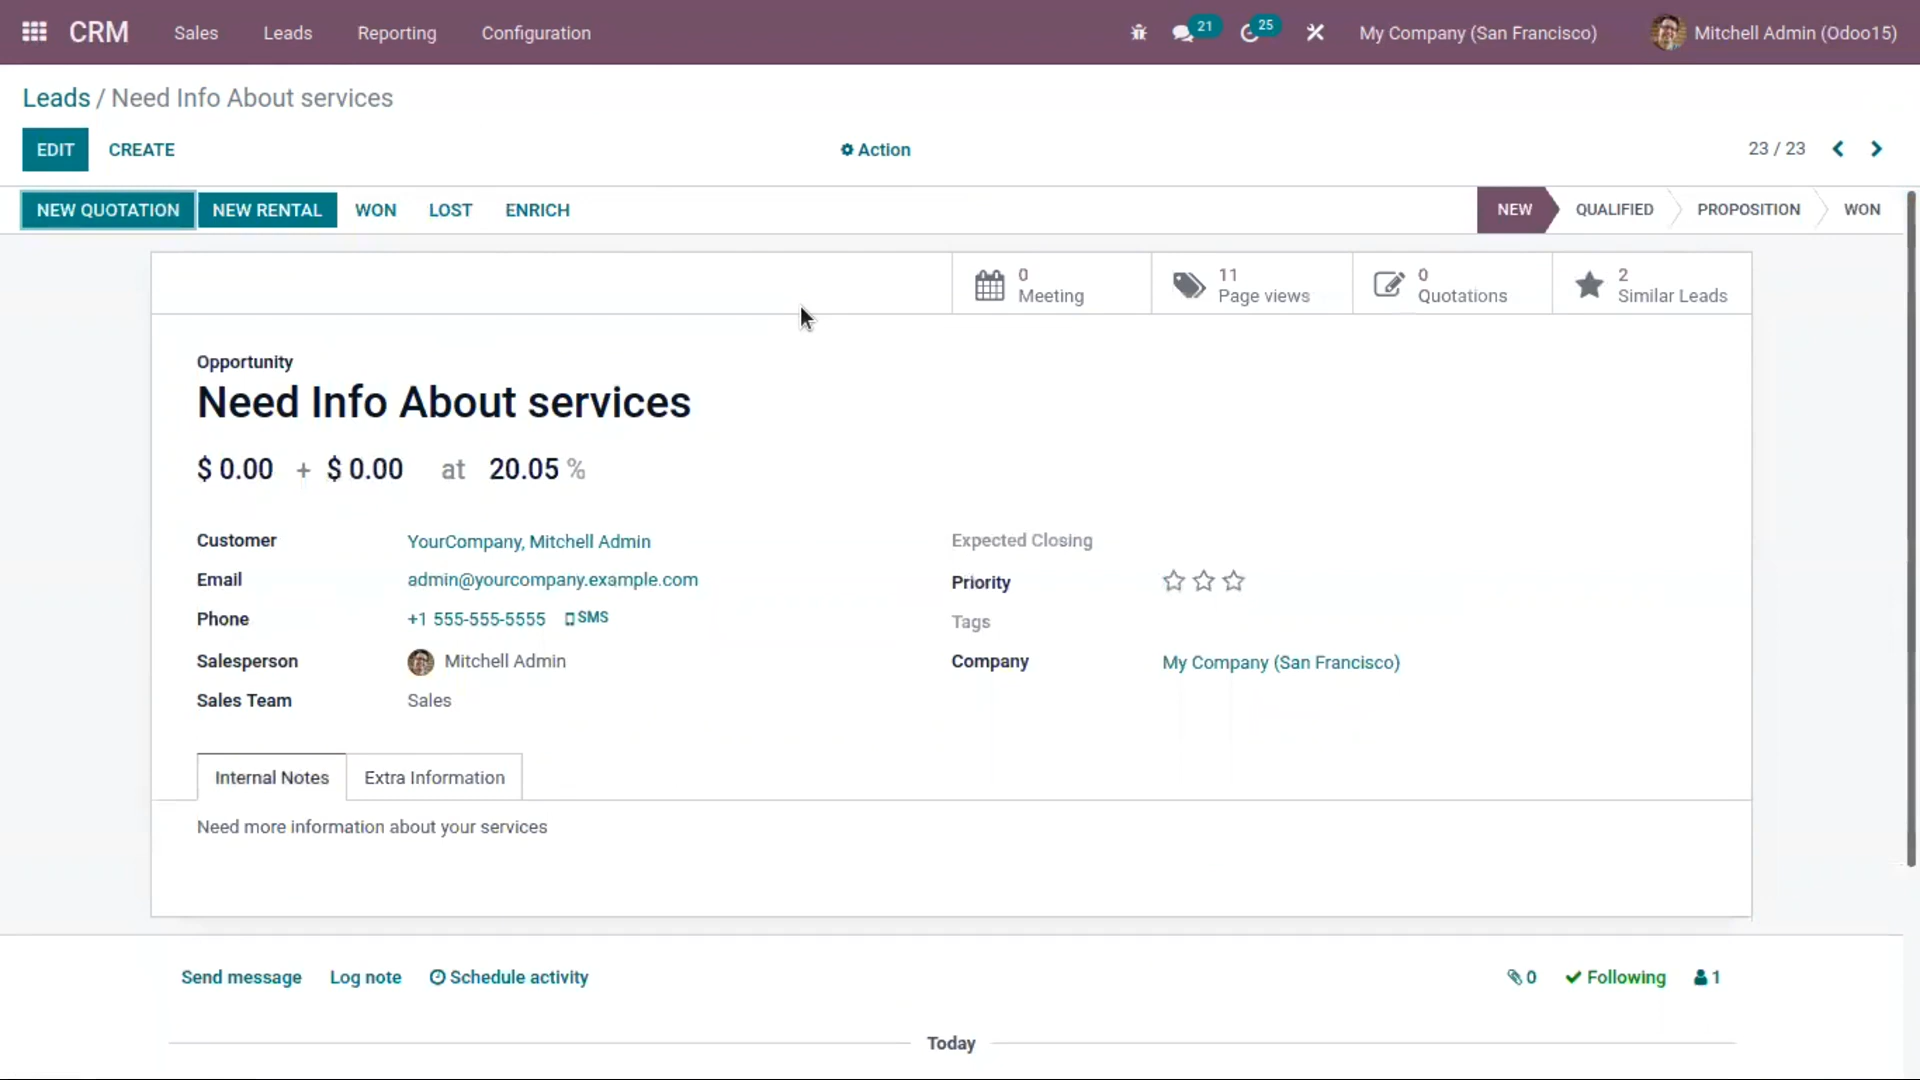 CRM Sales Leads Reporting Configuration 21 25 My Company (San Francisco) Mitchell Admin (Odoo15)
Leads / Need Info About services
EDIT CREATE Action 23 / 23
NEW QUOTATION NEW RENTAL WON LOST ENRICH NEW QUALIFIED PROPOSITION WON
0 Meeting
11 Page views
0 Quotations
2 Similar Leads
Opportunity
Need Info About services
$ 0.00 + $ 0.00 at 20.05 %
Customer YourCompany, Mitchell Admin
Email admin@yourcompany.example.com
Phone +1 555-555-5555 SMS
Salesperson Mitchell Admin
Sales Team Sales
Expected Closing
Priority
Tags
Company My Company (San Francisco)
Internal Notes Extra Information
Need more information about your services
Send message Log note Schedule activity 0 Following 1
Today